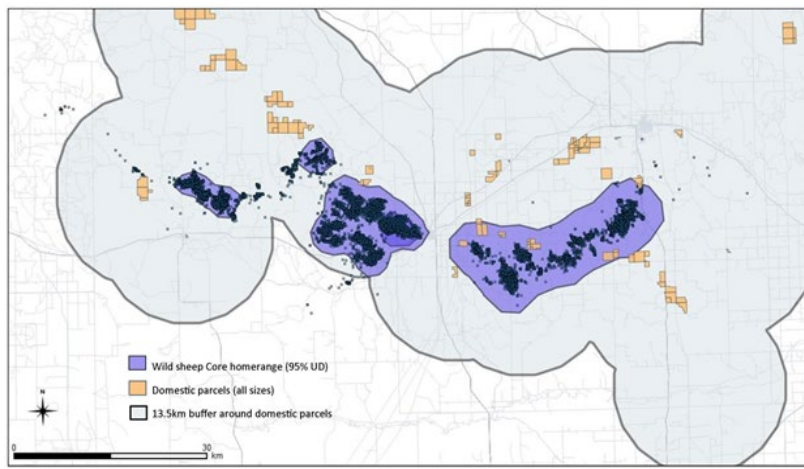 Wild sheep Core homerange (95% UD)
Domestic parcels (all sizes)
13.5km buffer around domestic parcels
N
0 30
km